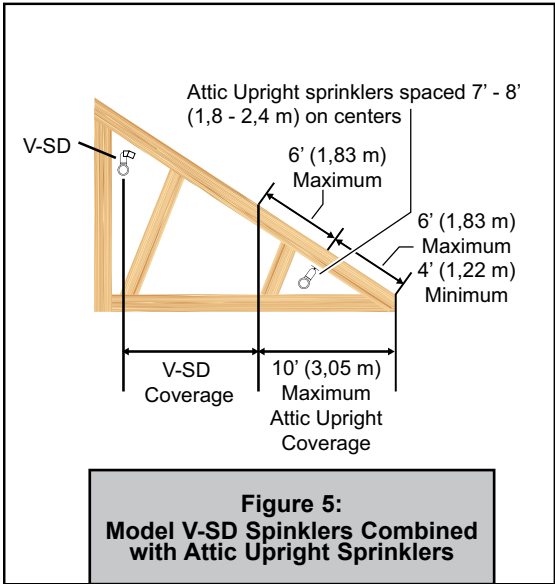 Attic Upright sprinklers spaced 7' - 8'
(1,8 - 2,4 m) on centers
V-SD
6' (1,83 m)
Maximum
6' (1,83 m)
Maximum
4' (1,22 m)
Minimum
V-SD
Coverage
10' (3,05 m)
Maximum
Attic Upright
Coverage
Figure 5:
Model V-SD Spinklers Combined
with Attic Upright Sprinklers